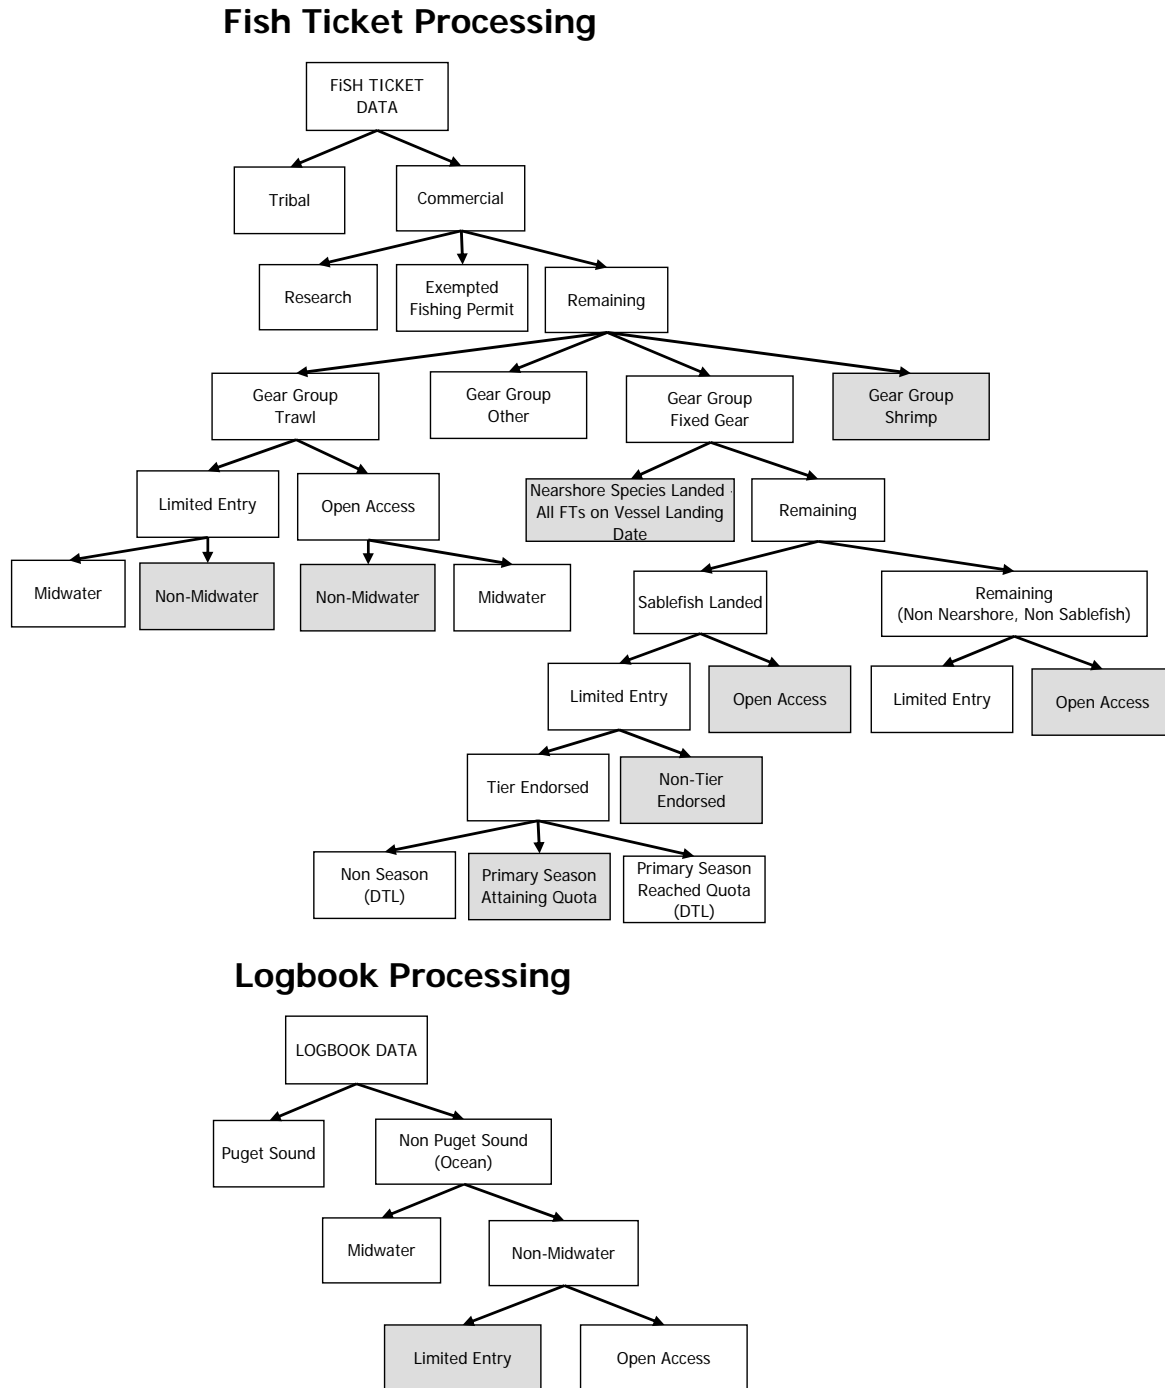 Fish Ticket Processing
FiSH TICKET
DATA
Tribal
Commercial
Research
Exempted
Fishing Permit
Remaining
Gear Group
Trawl
Gear Group
Other
Gear Group
Fixed Gear
Gear Group
Shrimp
Limited Entry
Open Access
Nearshore Species Landed -
All FTs on Vessel Landing
Date
Remaining
Midwater
Non-Midwater
Non-Midwater
Midwater
Sablefish Landed
Remaining
(Non Nearshore, Non Sablefish)
Limited Entry
Open Access
Limited Entry
Open Access
Tier Endorsed
Non-Tier
Endorsed
Non Season
(DTL)
Primary Season
Attaining Quota
Primary Season
Reached Quota
(DTL)
Logbook Processing
LOGBOOK DATA
Puget Sound
Non Puget Sound
(Ocean)
Midwater
Non-Midwater
Limited Entry
Open Access